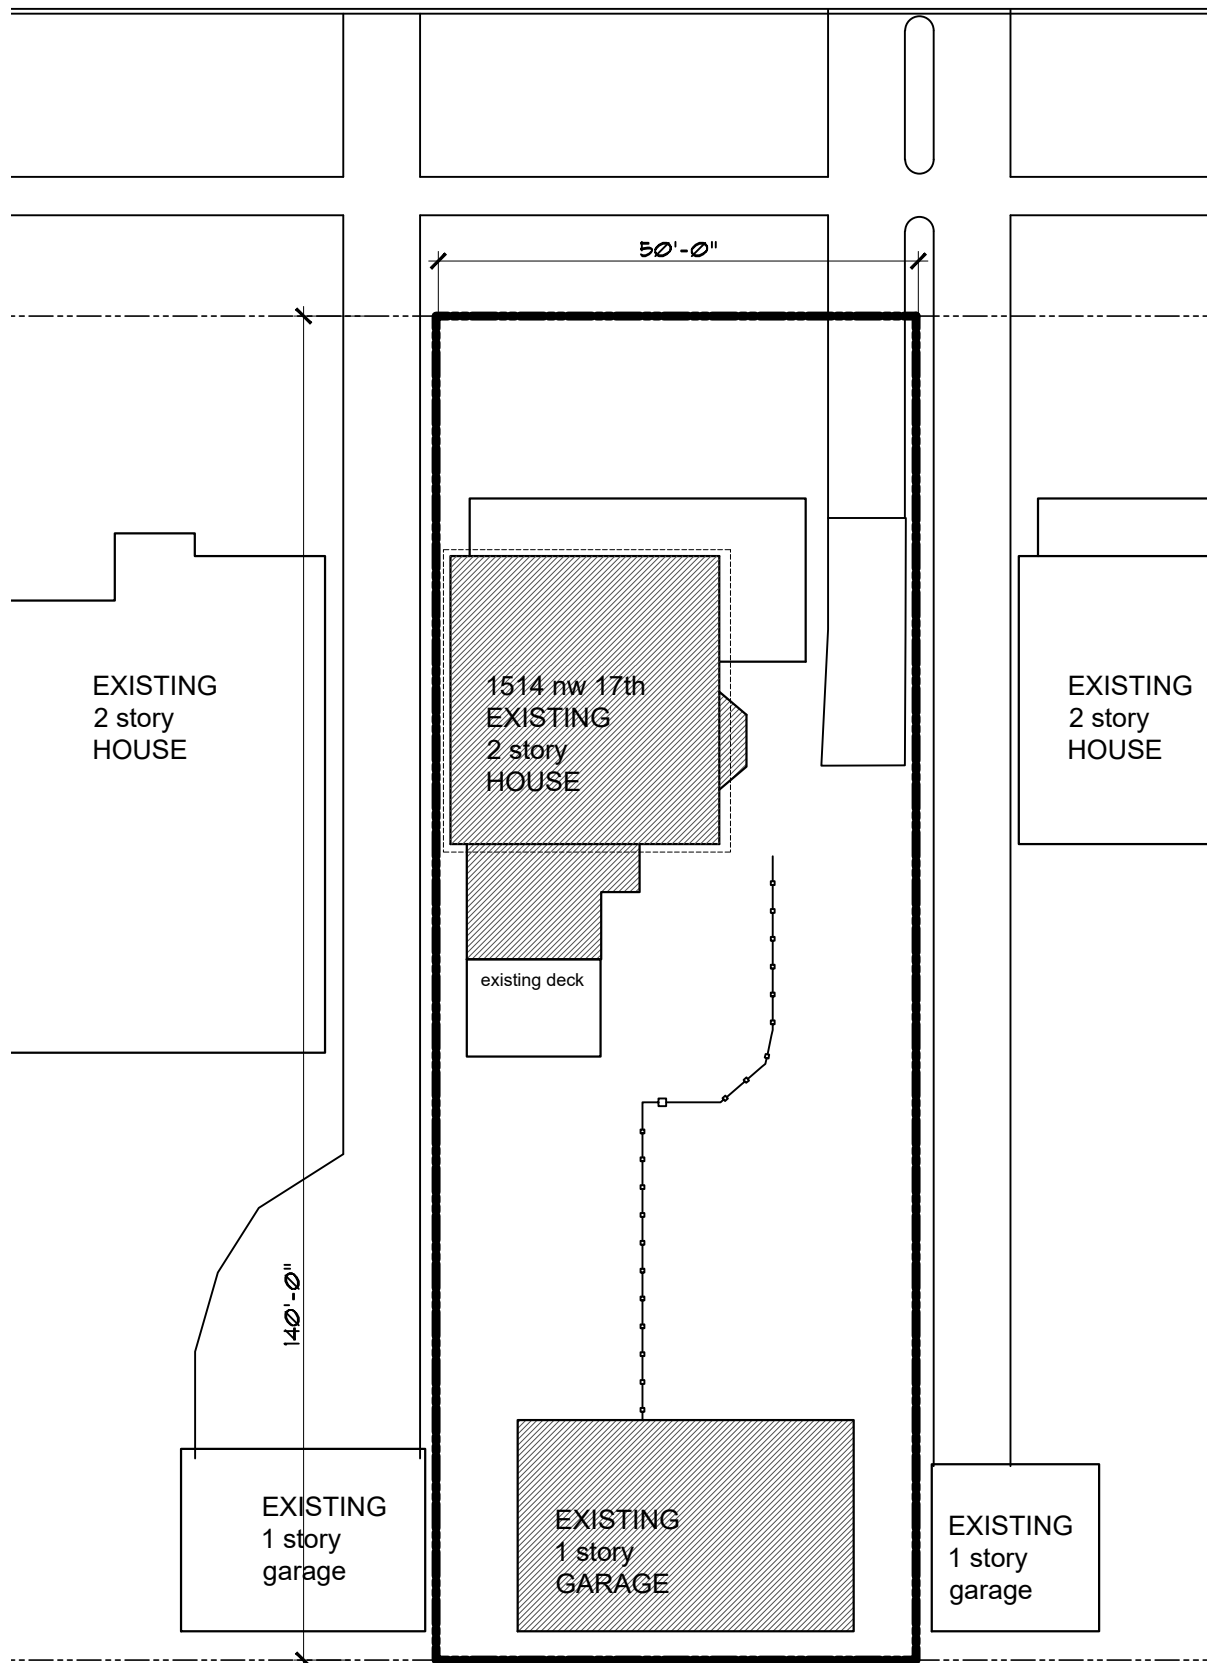 50'-0"
EXISTING
2 story
HOUSE
1514 nw 17th
EXISTING
2 story
HOUSE
EXISTING
2 story
HOUSE
existing deck
140'-0"
EXISTING
1 story
garage
EXISTING
1 story
GARAGE
EXISTING
1 story
garage